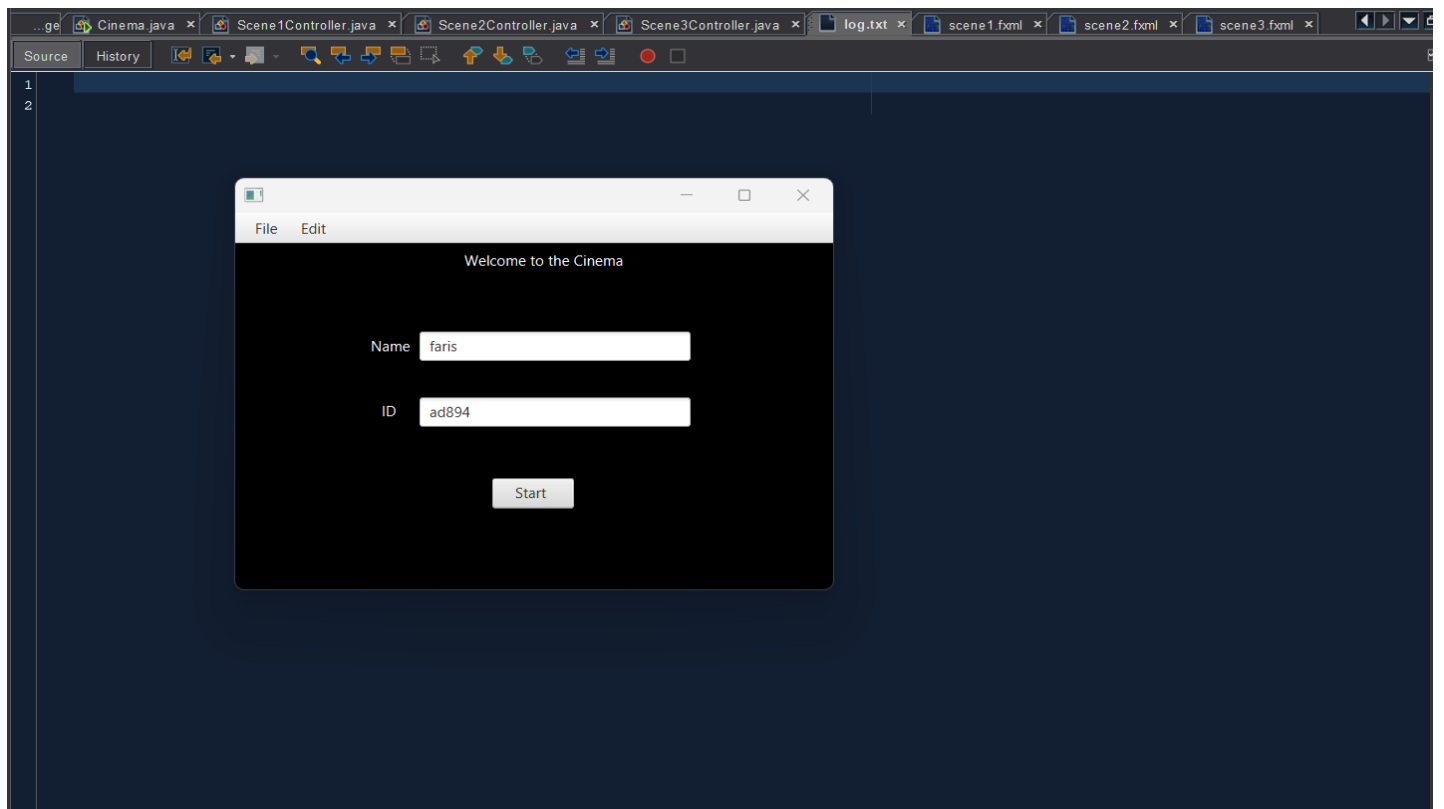 ...ge Cinema.java Scene1Controller.java Scene2Controller.java Scene3Controller.java log.txt scene1.fxml scene2.fxml scene3.fxml
Source History
1
2
File Edit
Welcome to the Cinema
Name faris
ID ad894
Start